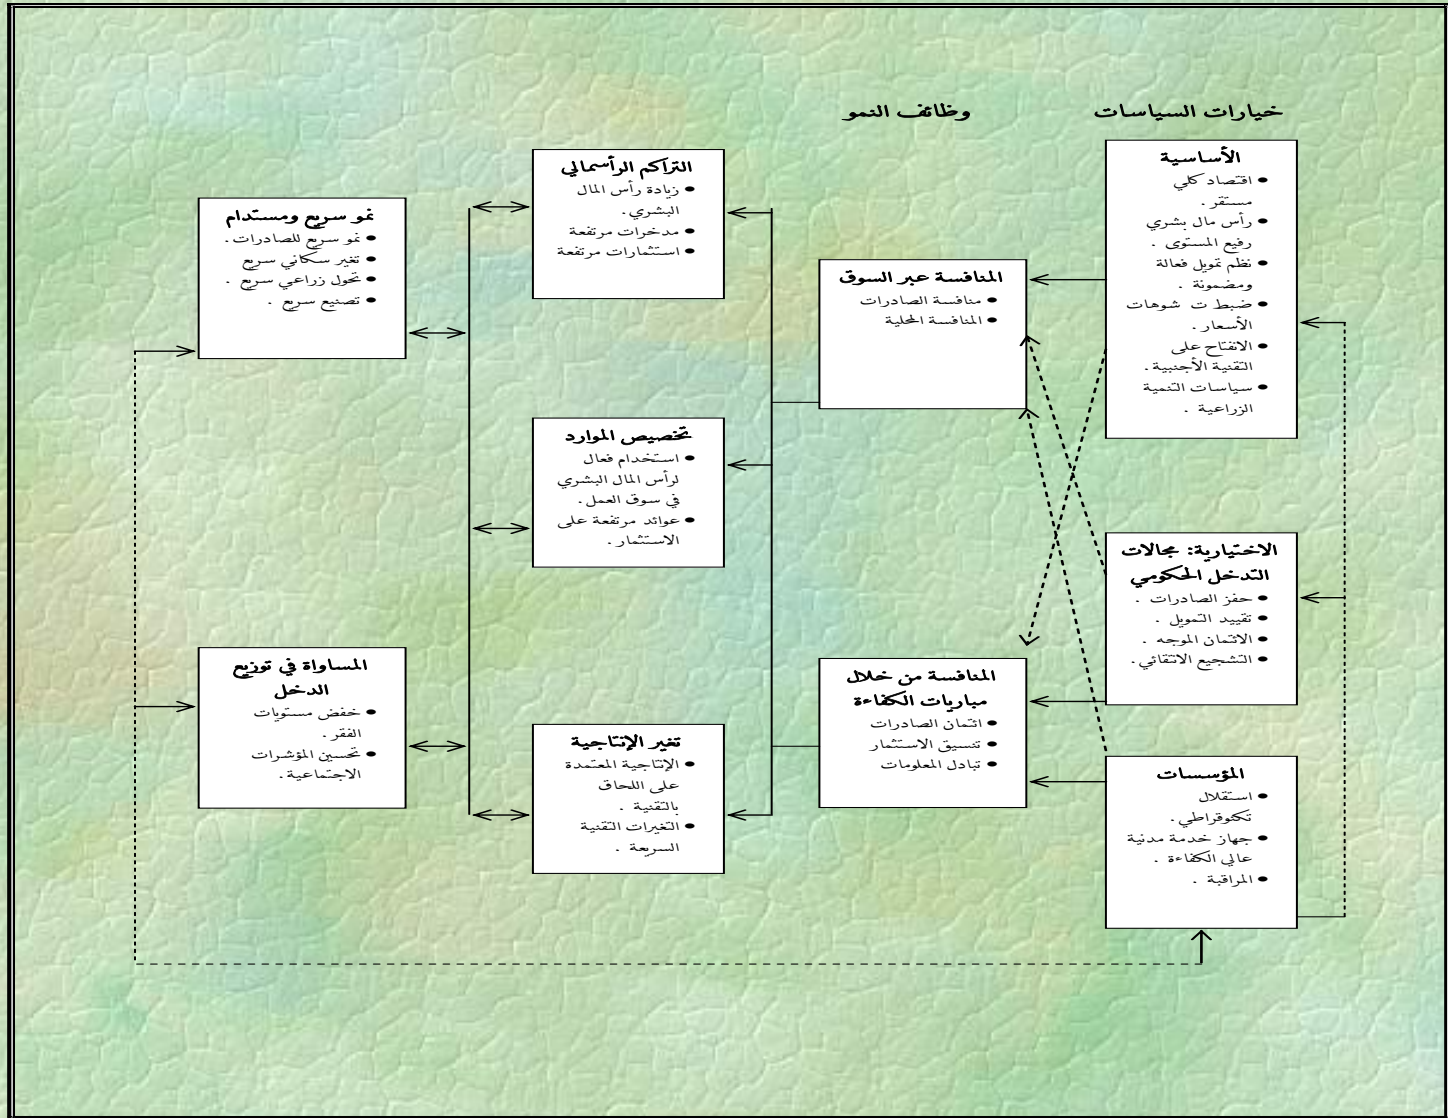 خيارات السياسات
وظائف النمو
الأساسية
• اقتصاد كلي
مستقر .
• رأس مال بشري
رفيع المستوى .
• نظم تمويل فعالة
ومضمونة .
• ضبط ت شوهات
الأسعار .
• الانفتاح على
التقنية الأجنبية .
• سياسات التنمية
الزراعية .
الاختيارية: مجالات
التدخل الحكومي
• حفز الصادرات .
• تقييد التمويل .
• الائتمان الموجه .
• التشجيع الانتقائي .
المؤسسات
• استقلال
تكنوقراطي .
• جهاز خدمة مدنية
عالي الكفاءة .
• المراقبة .
المنافسة عبر السوق
• منافسة الصادرات
• المنافسة المحلية
المنافسة من خلال
مباريات الكفاءة
• ائتمان الصادرات
• تنسيق الاستثمار
• تبادل المعلومات
التراكم الرأسمالي
• زيادة رأس المال
البشري .
• مدخرات مرتفعة
• استثمارات مرتفعة
تخصيص الموارد
• استخدام فعال
لرأس المال البشري
في سوق العمل .
• عوائد مرتفعة على
الاستثمار .
تغير الإنتاجية
• الإنتاجية المعتمدة
على اللحاق
بالتقنية .
• التغيرات التقنية
السريعة .
نمو سريع ومستدام
• نمو سريع للصادرات .
• تغير سكاني سريع
• تحول زراعي سريع .
• تصنيع سريع .
المساواة في توزيع
الدخل
• خفض مستويات
الفقر .
• تحسين المؤشرات
الاجتماعية .